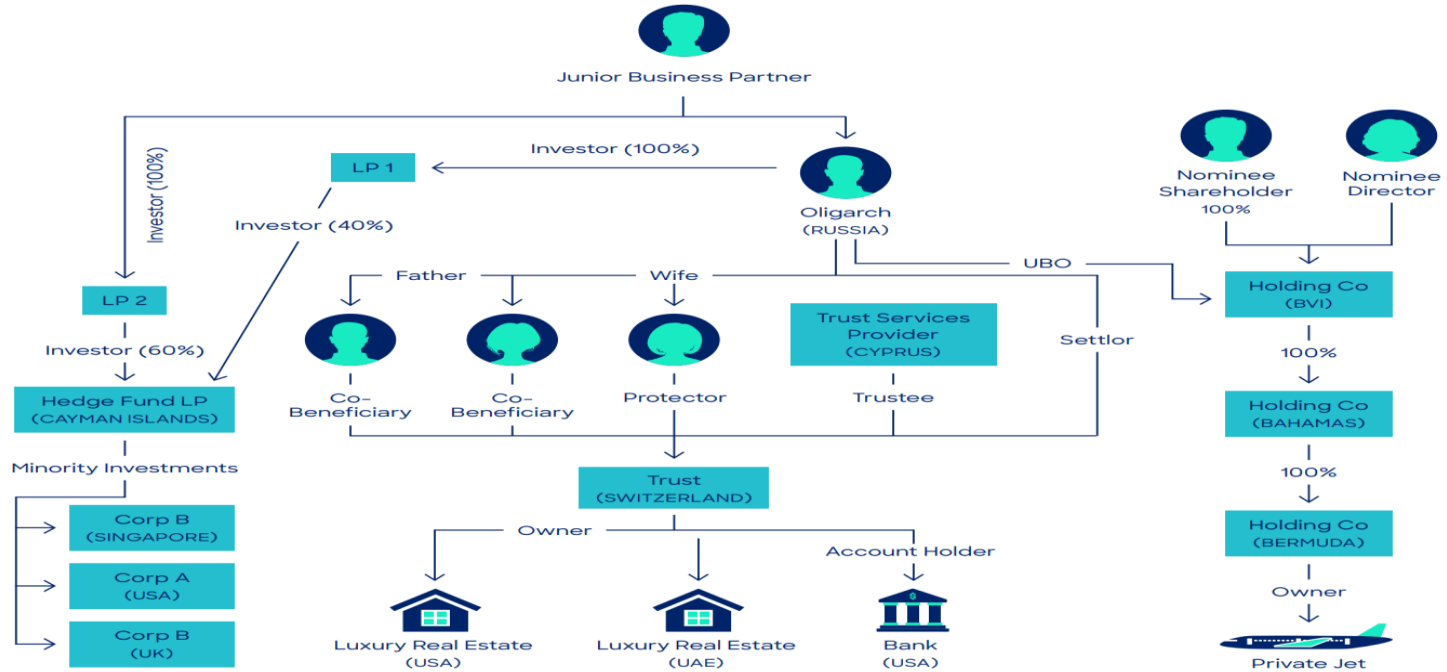 Junior Business Partner
Investor (100%)
Investor (100%)
LP 1
Investor (40%)
Oligarch
(RUSSIA)
Nominee
Shareholder
100%
Nominee
Director
LP 2
Investor (60%)
Hedge Fund LP
(CAYMAN ISLANDS)
Minority Investments
Corp B
(SINGAPORE)
Corp A
(USA)
Corp B
(UK)
Father
Wife
UBO
Trust Services
Provider
(CYPRUS)
Settlor
Co-
Beneficiary
Co-
Beneficiary
Protector
Trustee
Trust
(SWITZERLAND)
Owner
Account Holder
Luxury Real Estate
(USA)
Luxury Real Estate
(UAE)
$
Bank
(USA)
Holding Co
(BVI)
100%
Holding Co
(BAHAMAS)
100%
Holding Co
(BERMUDA)
Owner
Private Jet